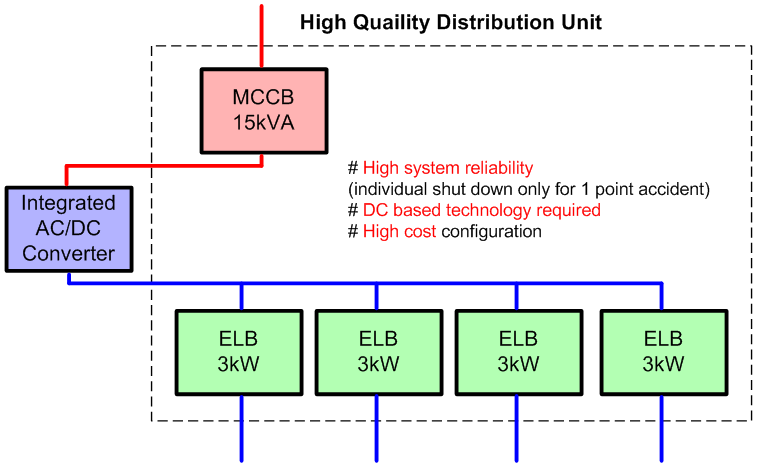 High Quaility Distribution Unit
MCCB
15kVA
# High system reliability
(individual shut down only for 1 point accident)
# DC based technology required
# High cost configuration
Integrated
AC/DC
Converter
ELB
3kW
ELB
3kW
ELB
3kW
ELB
3kW